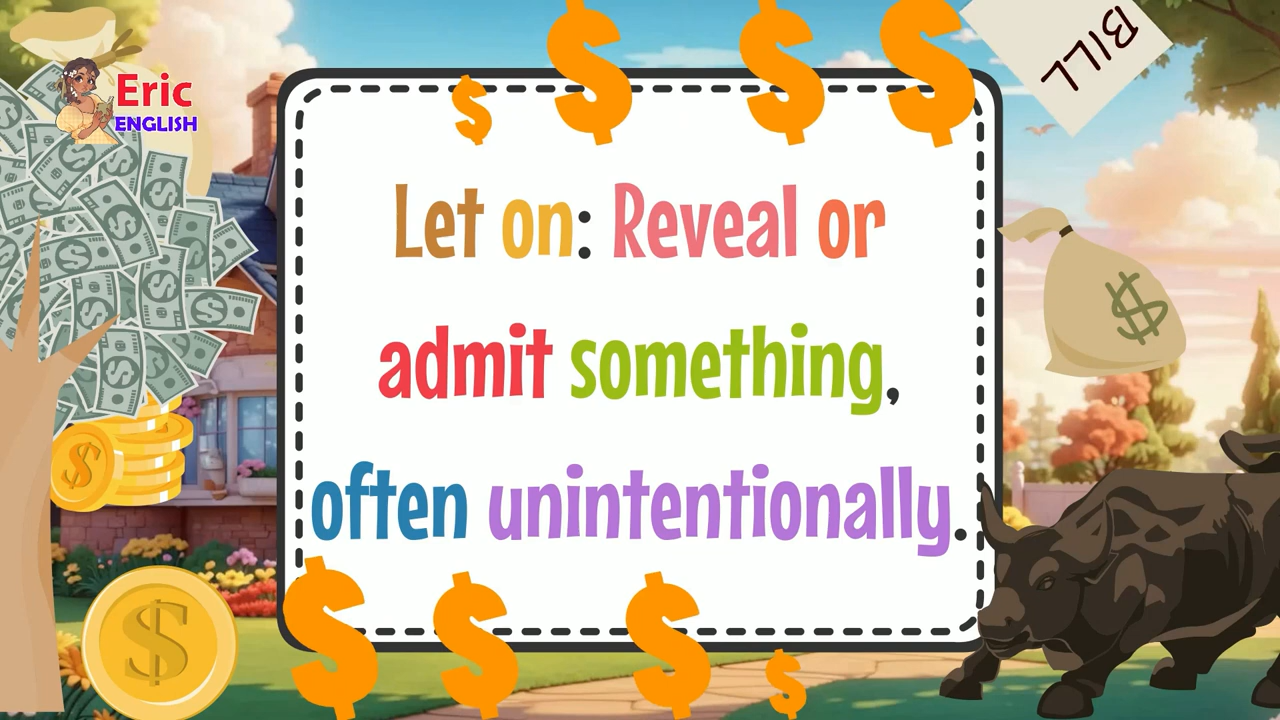 Eric
ENGLISH
BILL
Let on: Reveal or
admit something,
often unintentionally.